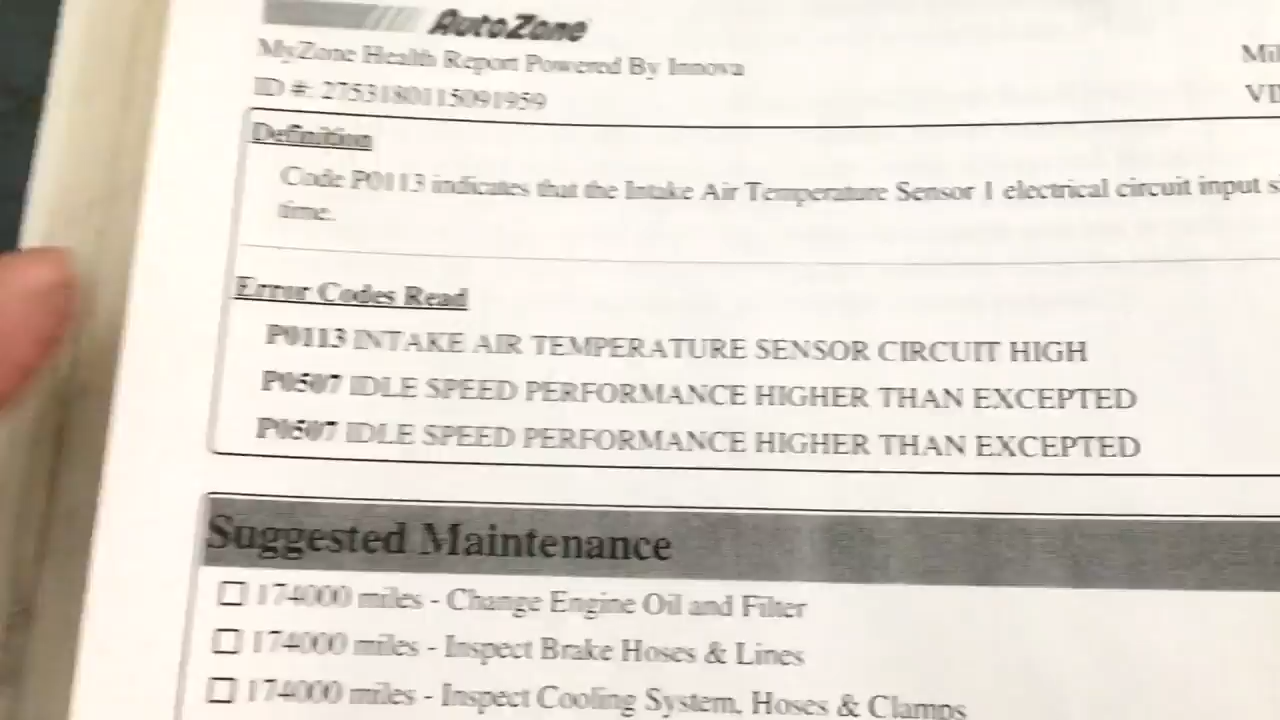 AutoZone
MyZone Health Report Powered By Innova
ID #: 2753180115091959
Definition
Code P0113 indicates that the Intake Air Temperature Sensor 1 electrical circuit input
time.
Error Codes Read
P0113 INTAKE AIR TEMPERATURE SENSOR CIRCUIT HIGH
P0507 IDLE SPEED PERFORMANCE HIGHER THAN EXCEPTED
P0507 IDLE SPEED PERFORMANCE HIGHER THAN EXCEPTED
Suggested Maintenance
174000 miles - Change Engine Oil and Filter
174000 miles - Inspect Brake Hoses & Lines
174000 miles - Inspect Cooling System, Hoses & Clamps